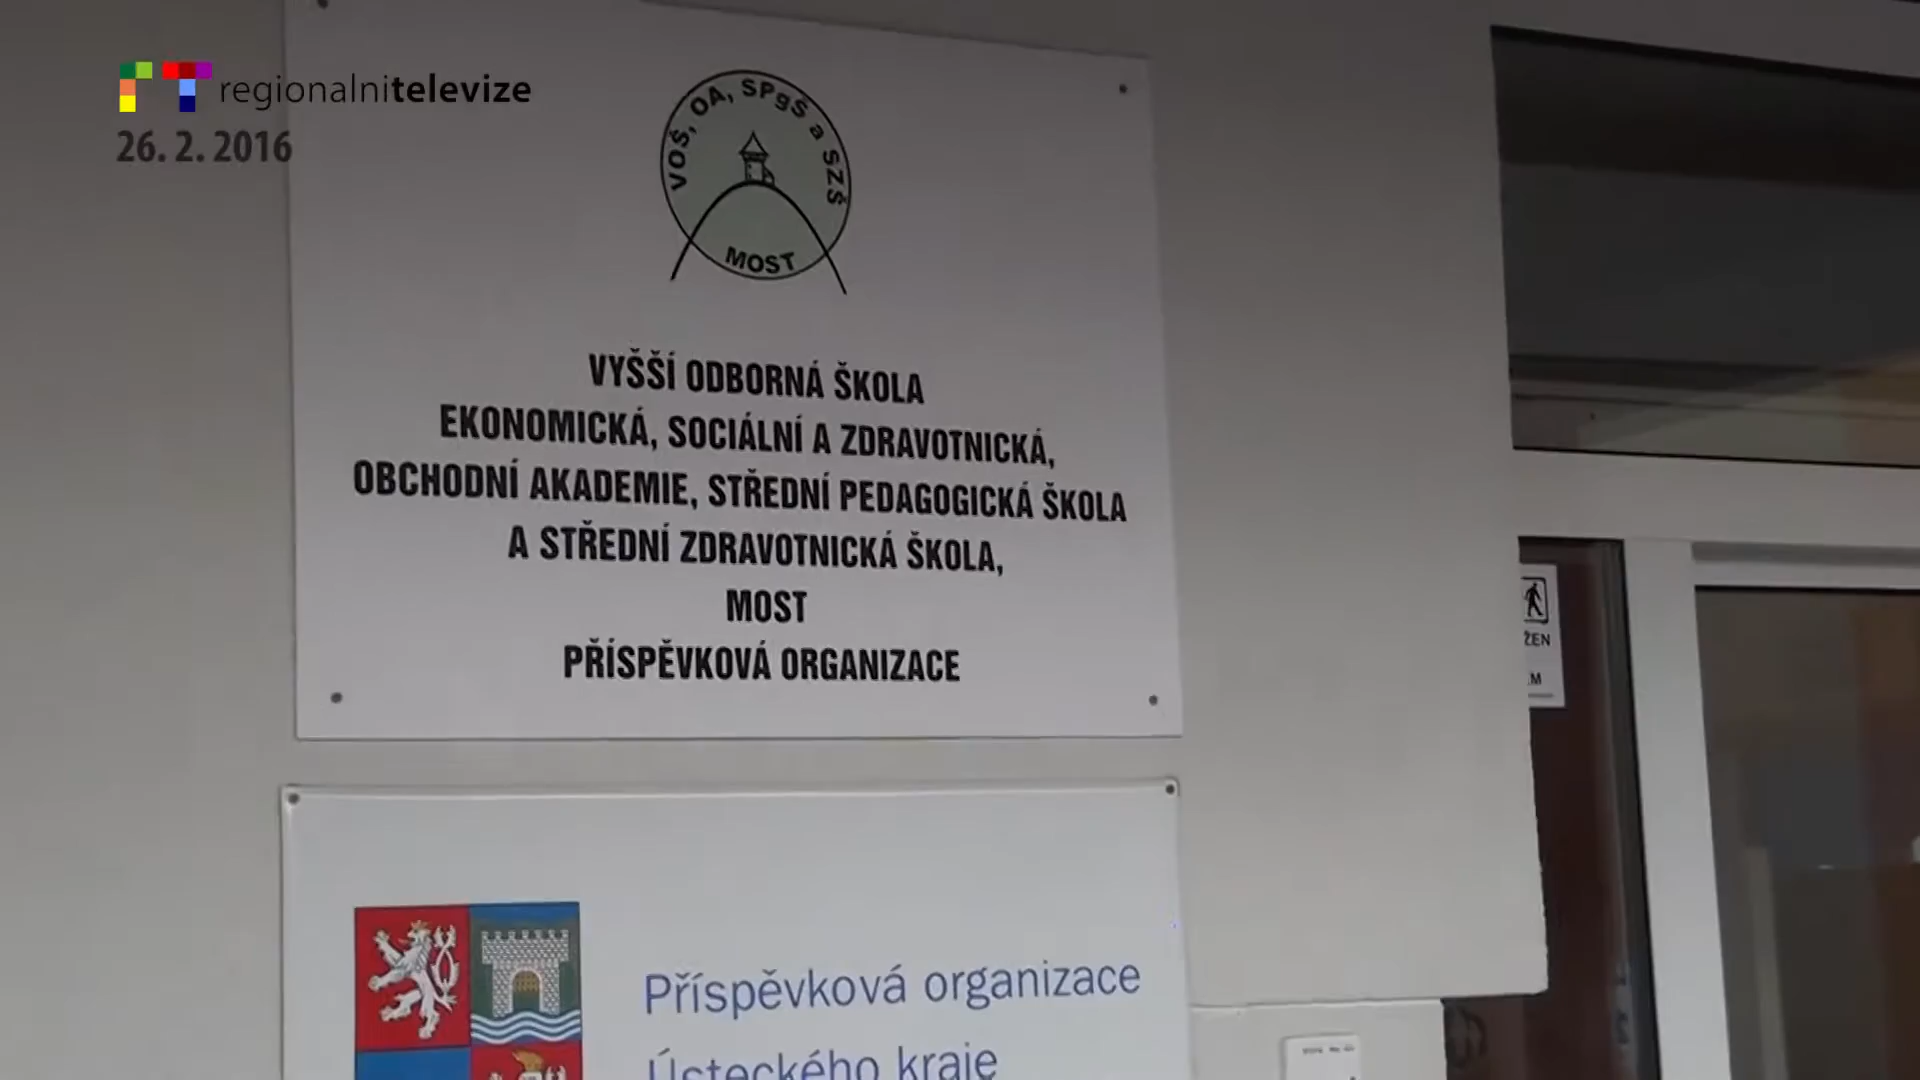 regionalnitelevize
26. 2. 2016
VOŠ, OA, SPgŠ a SZŠ
MOST
VYŠŠÍ ODBORNÁ ŠKOLA
EKONOMICKÁ, SOCIÁLNÍ A ZDRAVOTNICKÁ,
OBCHODNÍ AKADEMIE, STŘEDNÍ PEDAGOGICKÁ ŠKOLA
A STŘEDNÍ ZDRAVOTNICKÁ ŠKOLA,
MOST
PŘÍSPĚVKOVÁ ORGANIZACE
Příspěvková organizace
Ústeckého kraje